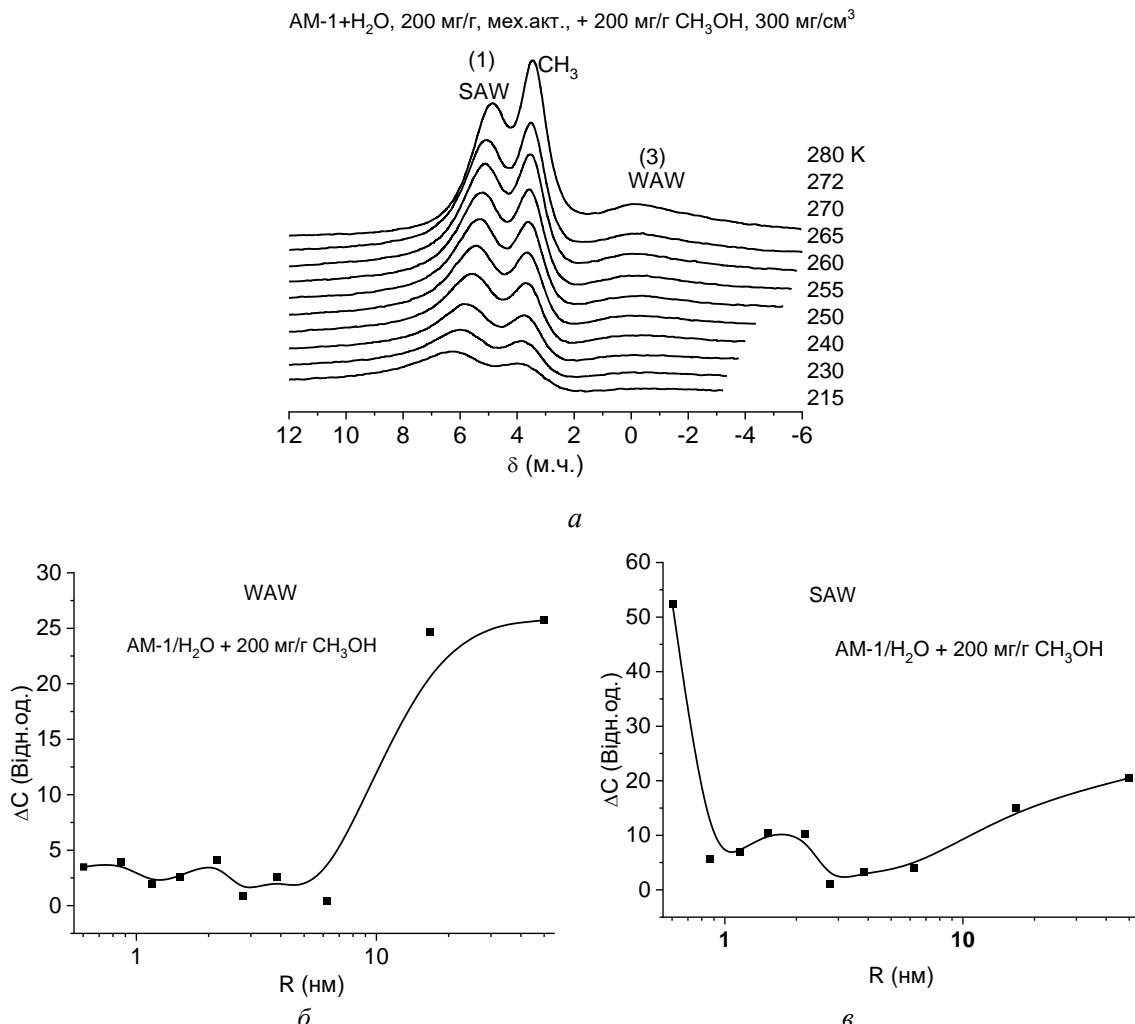 АМ-1+H₂O, 200 мг/г, мех.акт., + 200 мг/г CH₃OH, 300 мг/см³
(1)
SAW
CH₃
(3)
WAW
280 K
272
270
265
260
255
250
240
230
215
12 10 8 6 4 2 0 -2 -4 -6
δ (м.ч.)
а
30
25
20
15
10
5
0
ΔC (Відн.од.)
WAW
АМ-1/H₂O + 200 мг/г CH₃OH
1 10
R (нм)
б
60
50
40
30
20
10
0
ΔC (Відн.од.)
SAW
АМ-1/H₂O + 200 мг/г CH₃OH
1 10
R (нм)
в